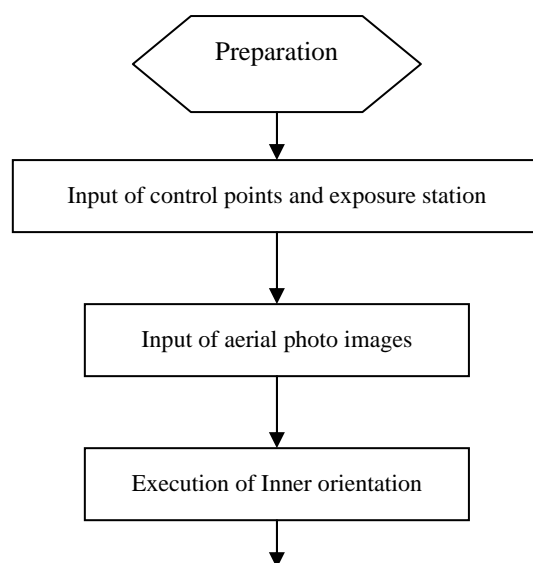 Preparation
Input of control points and exposure station
Input of aerial photo images
Execution of Inner orientation